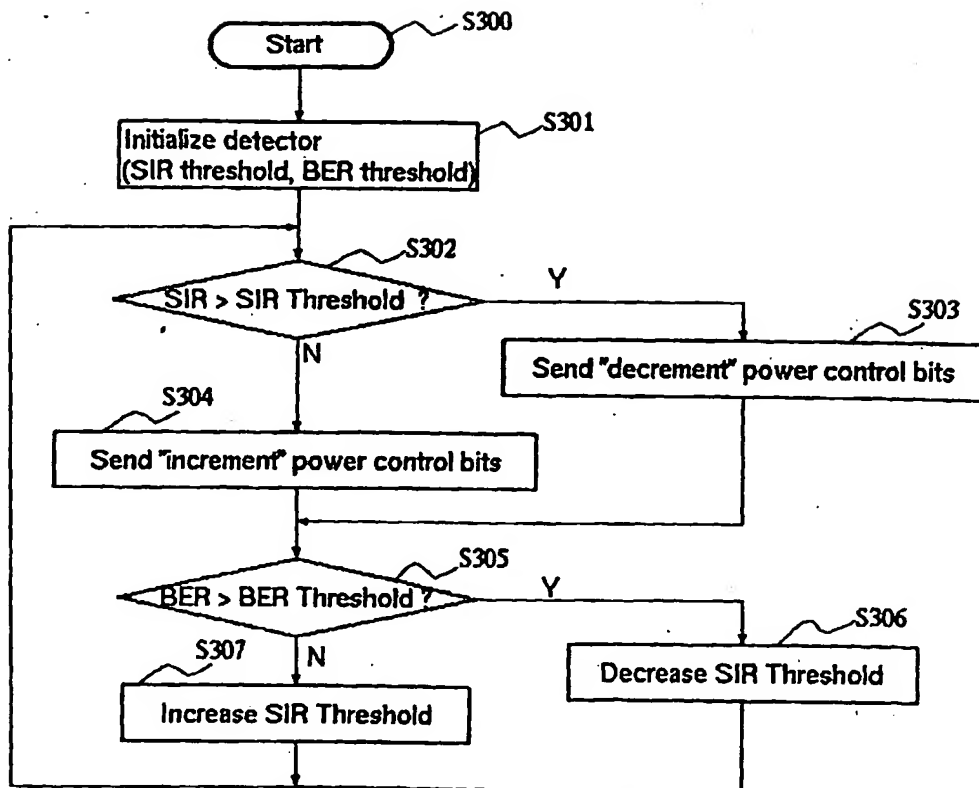 Start
S300
Initialize detector
(SIR threshold, BER threshold)
S301
S302
SIR > SIR Threshold ?
Y
N
S303
Send "decrement" power control bits
S304
Send "increment" power control bits
S305
BER > BER Threshold ?
Y
N
S306
Decrease SIR Threshold
S307
Increase SIR Threshold